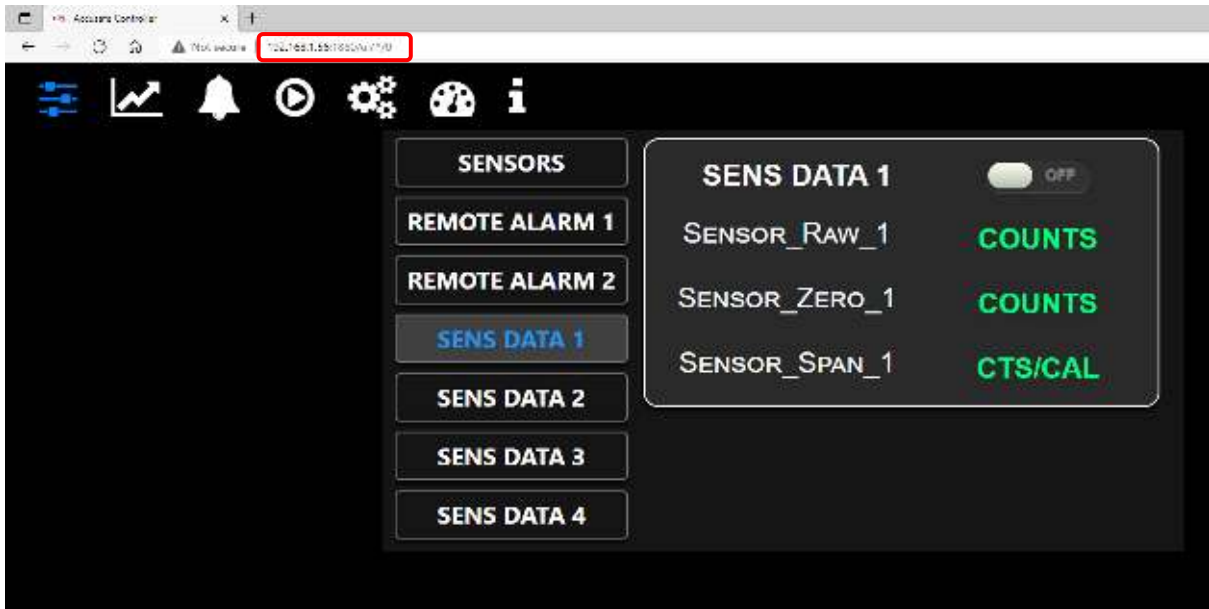 Controller
Not secure
SENSORS
REMOTE ALARM 1
REMOTE ALARM 2
SENS DATA 1
SENS DATA 2
SENS DATA 3
SENS DATA 4
SENS DATA 1 OFF
SENSOR_RAW_1 COUNTS
SENSOR_ZERO_1 COUNTS
SENSOR_SPAN_1 CTS/CAL